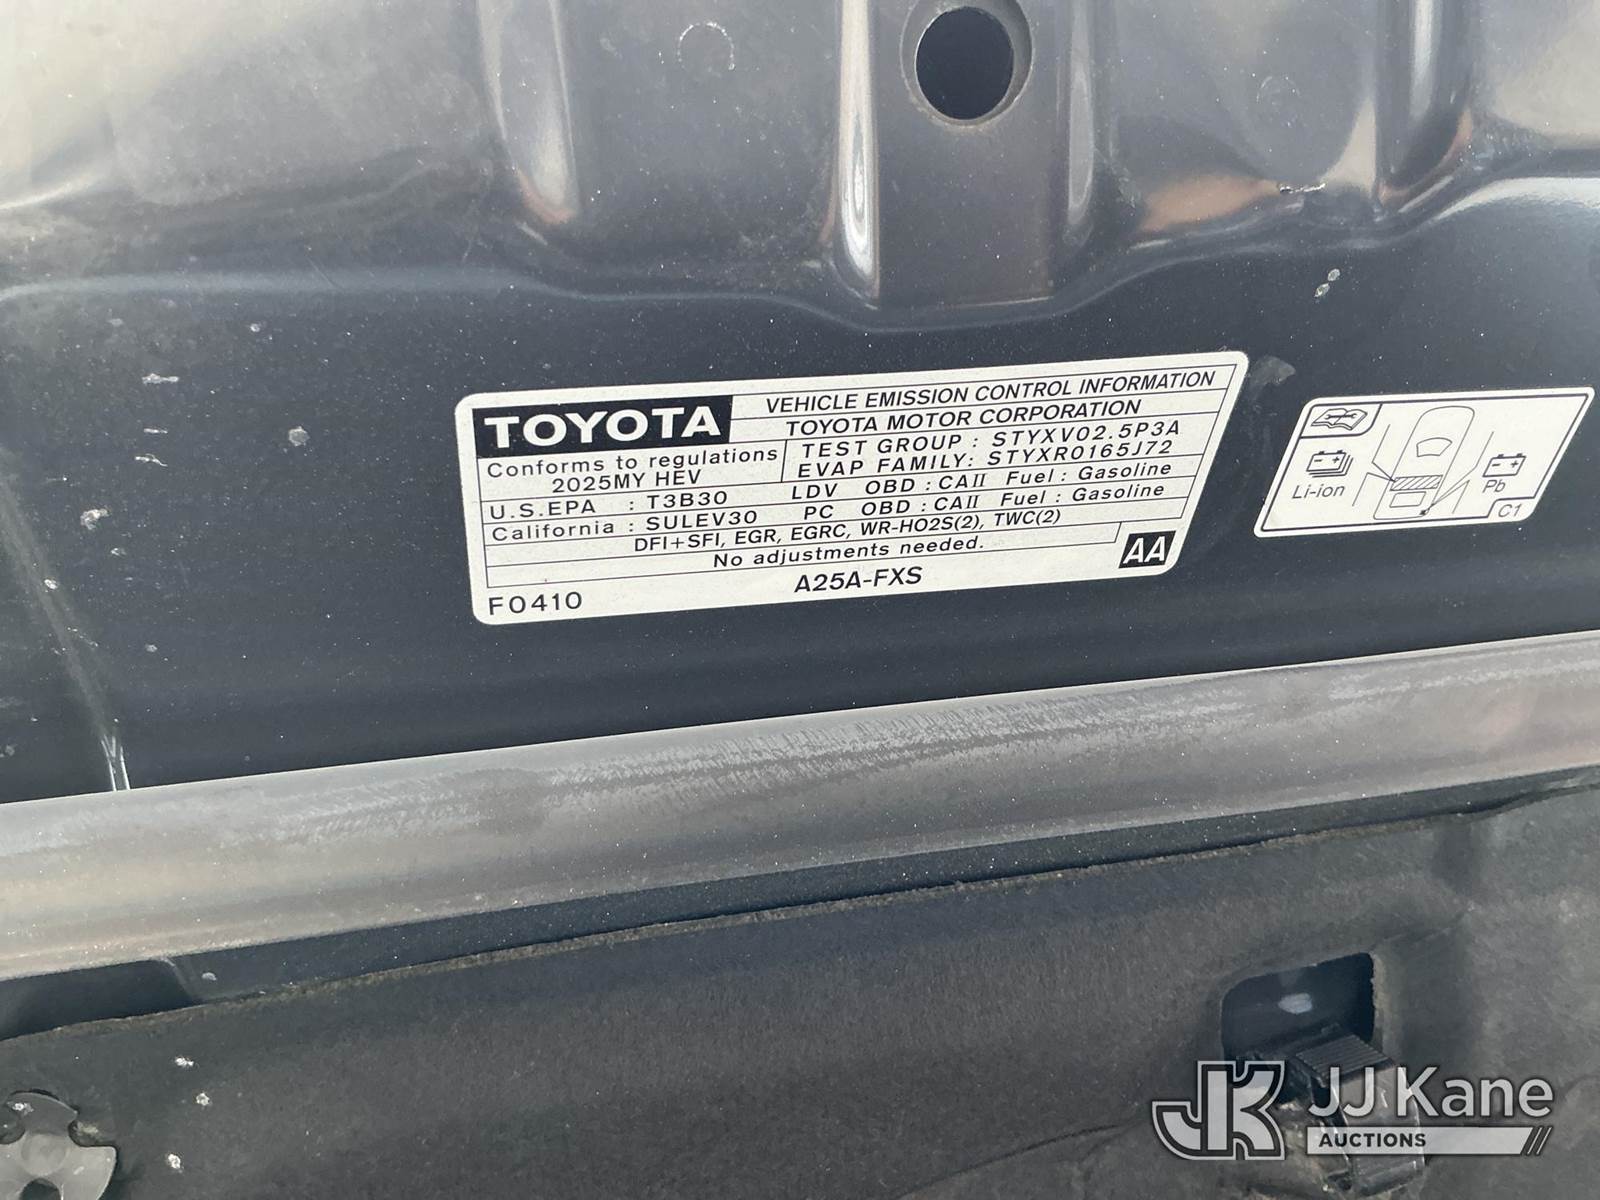 TOYOTA
VEHICLE EMISSION CONTROL INFORMATION
TOYOTA MOTOR CORPORATION
Conforms to regulations
2025MY HEV
TEST GROUP : STYXV02.5P3A
EVAP FAMILY: STYXR0165J72
U.S.EPA : T3B30 LDV OBD : CAII Fuel : Gasoline
California : SULEV30 PC OBD : CAII Fuel : Gasoline
DFI+SFI, EGR, EGRC, WR-HO2S(2), TWC(2)
No adjustments needed.
AA
F0410
A25A-FXS
Li-ion
Pb
C1
JK
JJ Kane
AUCTIONS